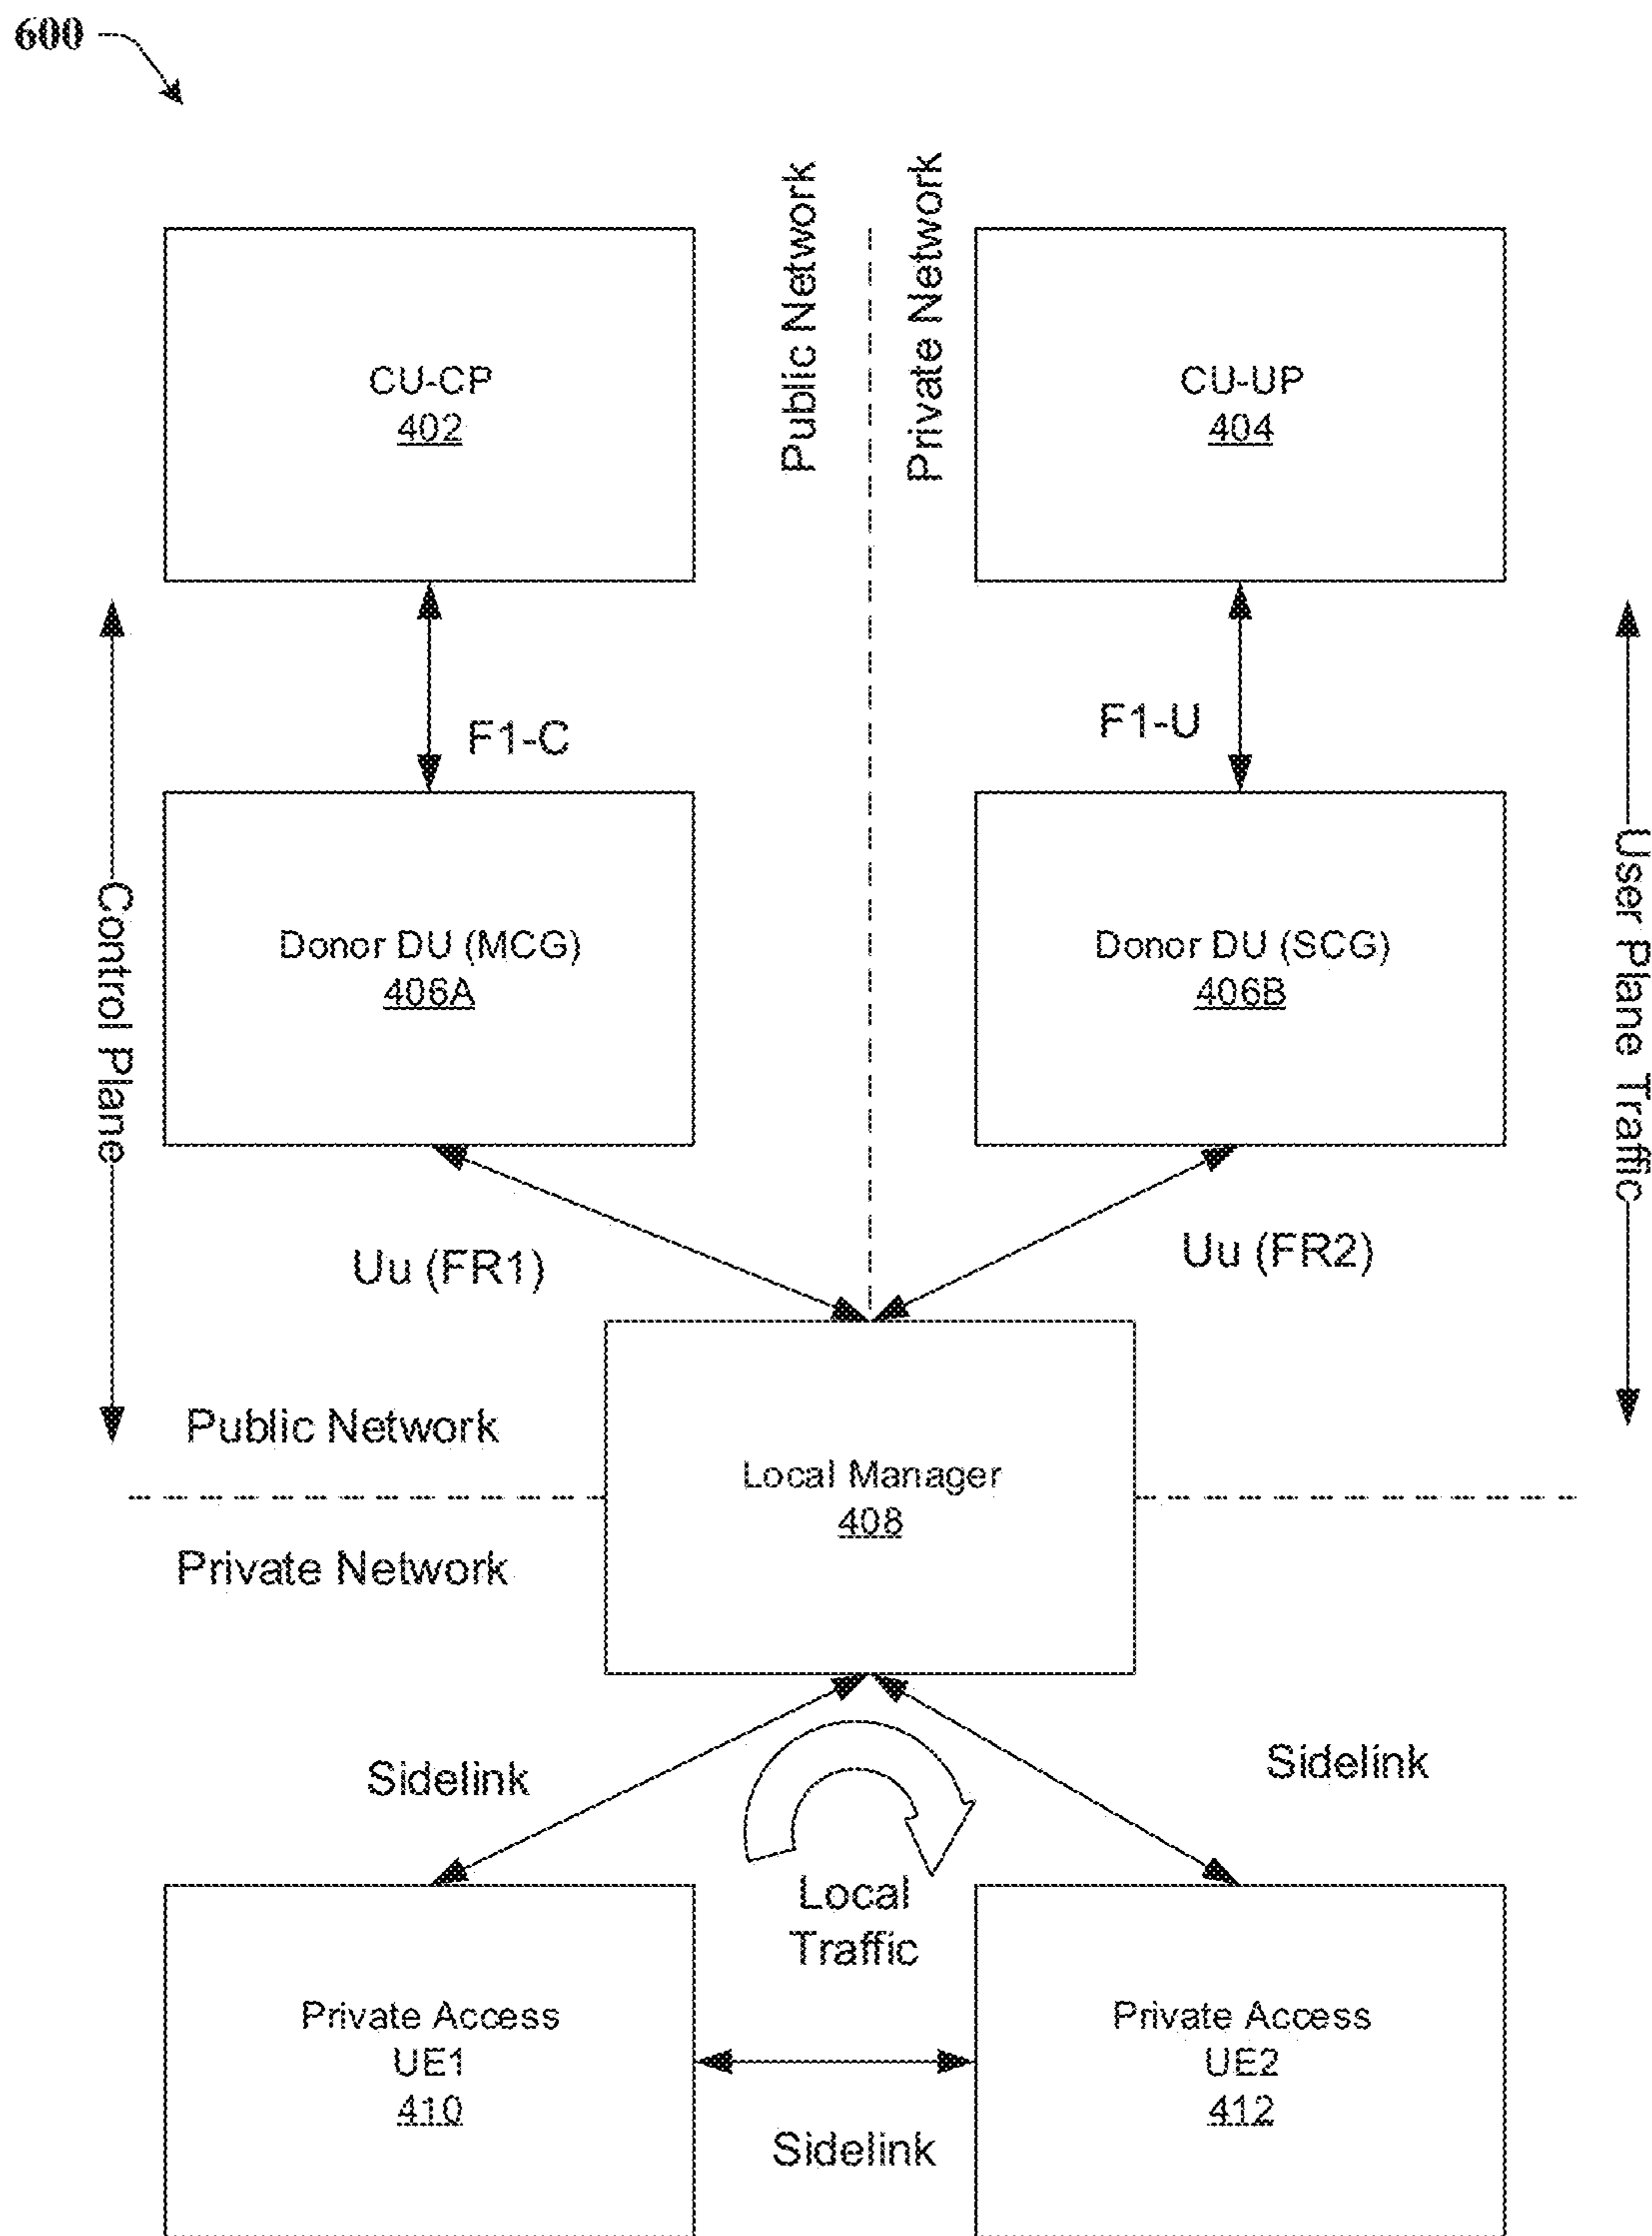 600
Public Network
Private Network
CU-CP
402
CU-UP
404
F1-C
F1-U
Control Plane
User Plane Traffic
Donor DU (MCG)
406A
Donor DU (SCG)
406B
Uu (FR1)
Uu (FR2)
Public Network
Local Manager
408
Private Network
Sidelink
Sidelink
Local
Traffic
Private Access
UE1
410
Private Access
UE2
412
Sidelink